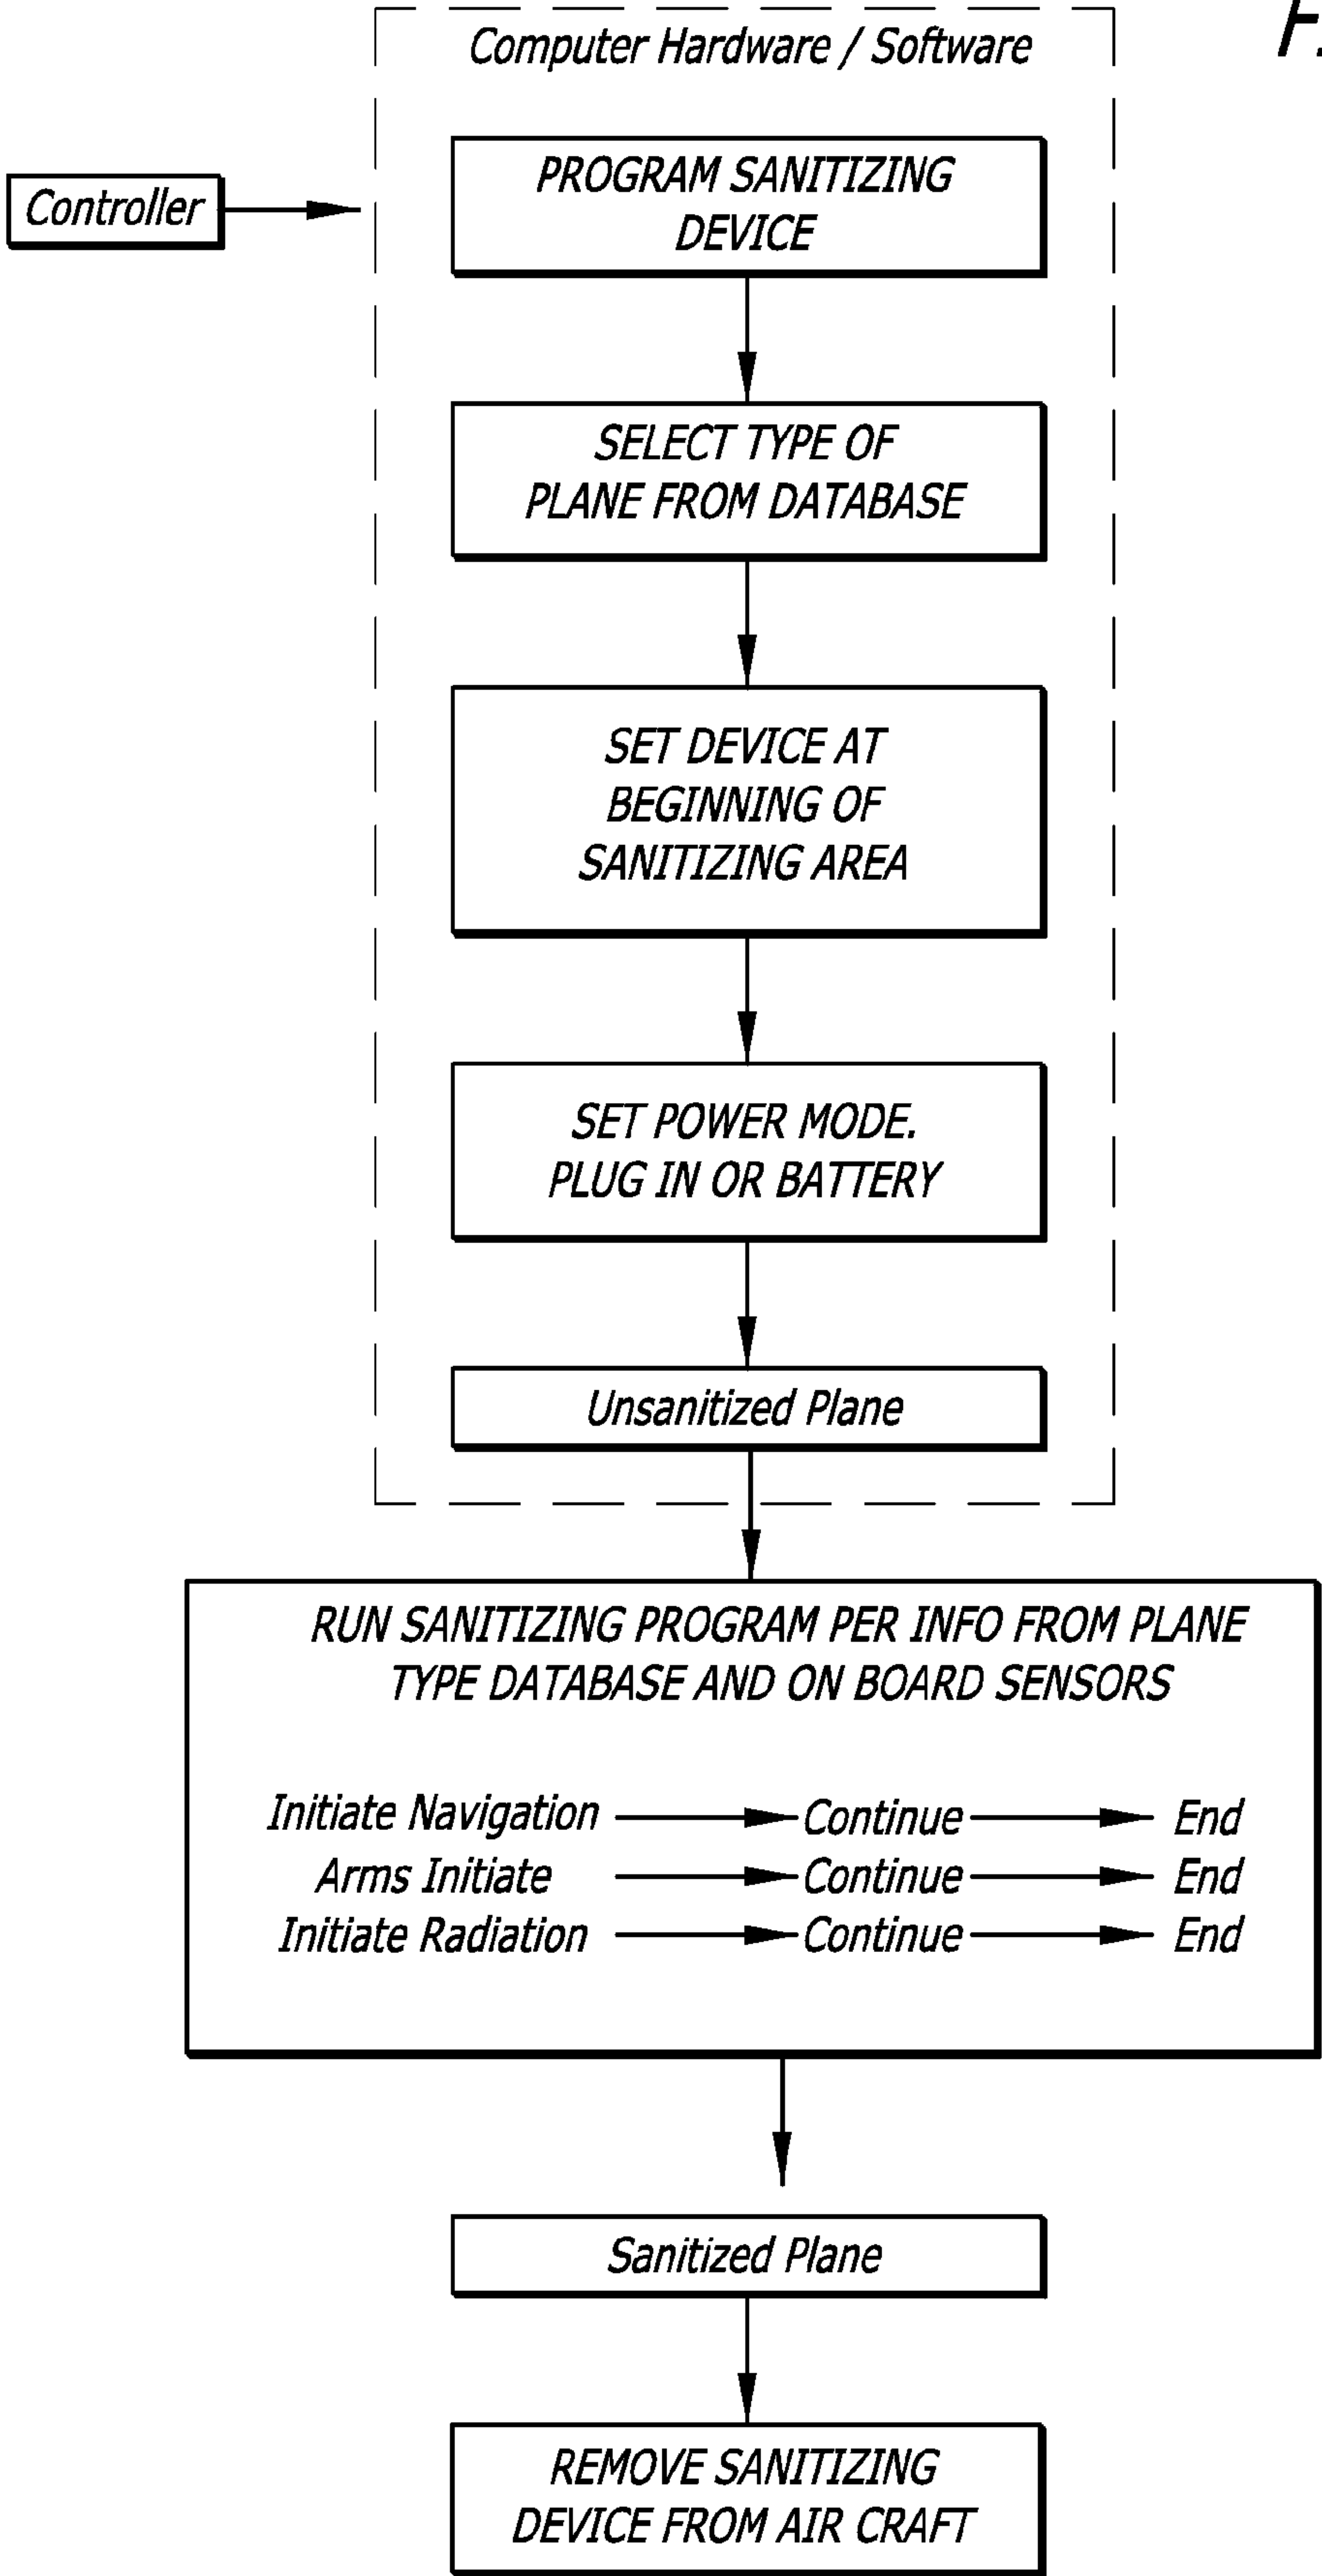 Computer Hardware / Software
Controller
PROGRAM SANITIZING
DEVICE
SELECT TYPE OF
PLANE FROM DATABASE
SET DEVICE AT
BEGINNING OF
SANITIZING AREA
SET POWER MODE.
PLUG IN OR BATTERY
Unsanitized Plane
RUN SANITIZING PROGRAM PER INFO FROM PLANE
TYPE DATABASE AND ON BOARD SENSORS
Initiate Navigation Continue End
Arms Initiate Continue End
Initiate Radiation Continue End
Sanitized Plane
REMOVE SANITIZING
DEVICE FROM AIR CRAFT